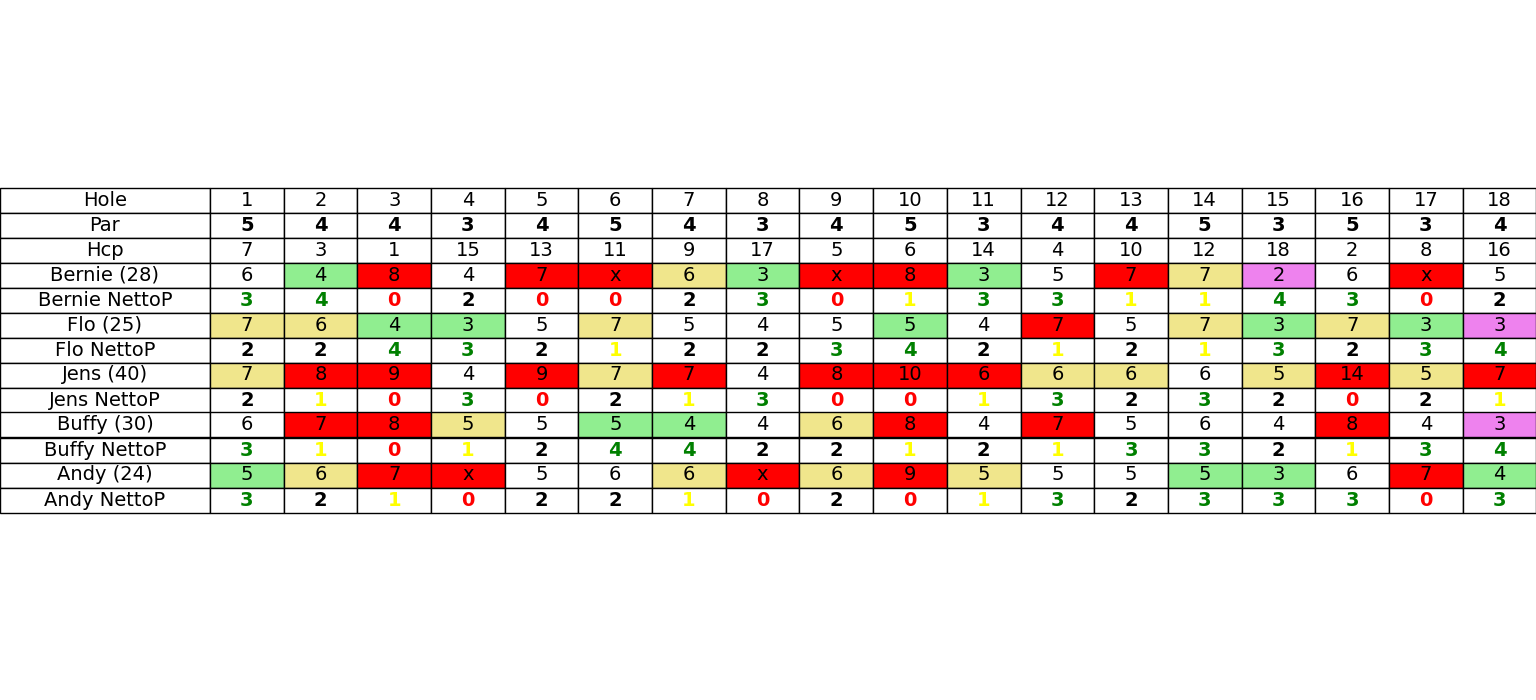 Hole 1 2 3 4 5 6 7 8 9 10 11 12 13 14 15 16 17 18
Par 5 4 4 3 4 5 4 3 4 5 3 4 4 5 3 5 3 4
Hcp 7 3 1 15 13 11 9 17 5 6 14 4 10 12 18 2 8 16
Bernie (28) 6 4 8 4 7 x 6 3 x 8 3 5 7 7 2 6 x 5
Bernie NettoP 3 4 0 2 0 0 2 3 0 1 3 3 1 1 4 3 0 2
Flo (25) 7 6 4 3 5 7 5 4 5 5 4 7 5 7 3 7 3 3
Flo NettoP 2 2 4 3 2 1 2 2 3 4 2 1 2 1 3 2 3 4
Jens (40) 7 8 9 4 9 7 7 4 8 10 6 6 6 6 5 14 5 7
Jens NettoP 2 1 0 3 0 2 1 3 0 0 1 3 2 3 2 0 2 1
Buffy (30) 6 7 8 5 5 5 4 4 6 8 4 7 5 6 4 8 4 3
Buffy NettoP 3 1 0 1 2 4 4 2 2 1 2 1 3 3 2 1 3 4
Andy (24) 5 6 7 x 5 6 6 x 6 9 5 5 5 5 3 6 7 4
Andy NettoP 3 2 1 0 2 2 1 0 2 0 1 3 2 3 3 3 0 3